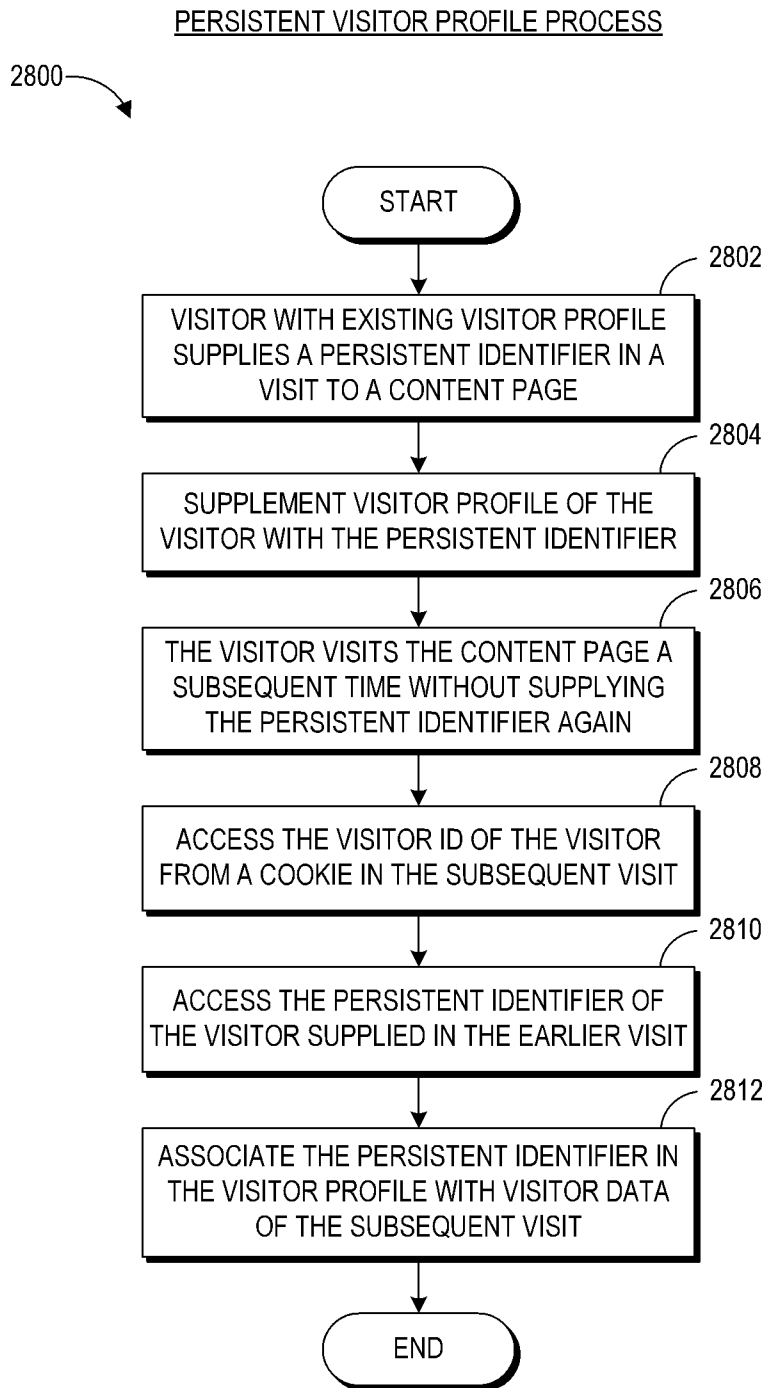 PERSISTENT VISITOR PROFILE PROCESS
2800
START
2802
VISITOR WITH EXISTING VISITOR PROFILE
SUPPLIES A PERSISTENT IDENTIFIER IN A
VISIT TO A CONTENT PAGE
2804
SUPPLEMENT VISITOR PROFILE OF THE
VISITOR WITH THE PERSISTENT IDENTIFIER
2806
THE VISITOR VISITS THE CONTENT PAGE A
SUBSEQUENT TIME WITHOUT SUPPLYING
THE PERSISTENT IDENTIFIER AGAIN
2808
ACCESS THE VISITOR ID OF THE VISITOR
FROM A COOKIE IN THE SUBSEQUENT VISIT
2810
ACCESS THE PERSISTENT IDENTIFIER OF
THE VISITOR SUPPLIED IN THE EARLIER VISIT
2812
ASSOCIATE THE PERSISTENT IDENTIFIER IN
THE VISITOR PROFILE WITH VISITOR DATA
OF THE SUBSEQUENT VISIT
END